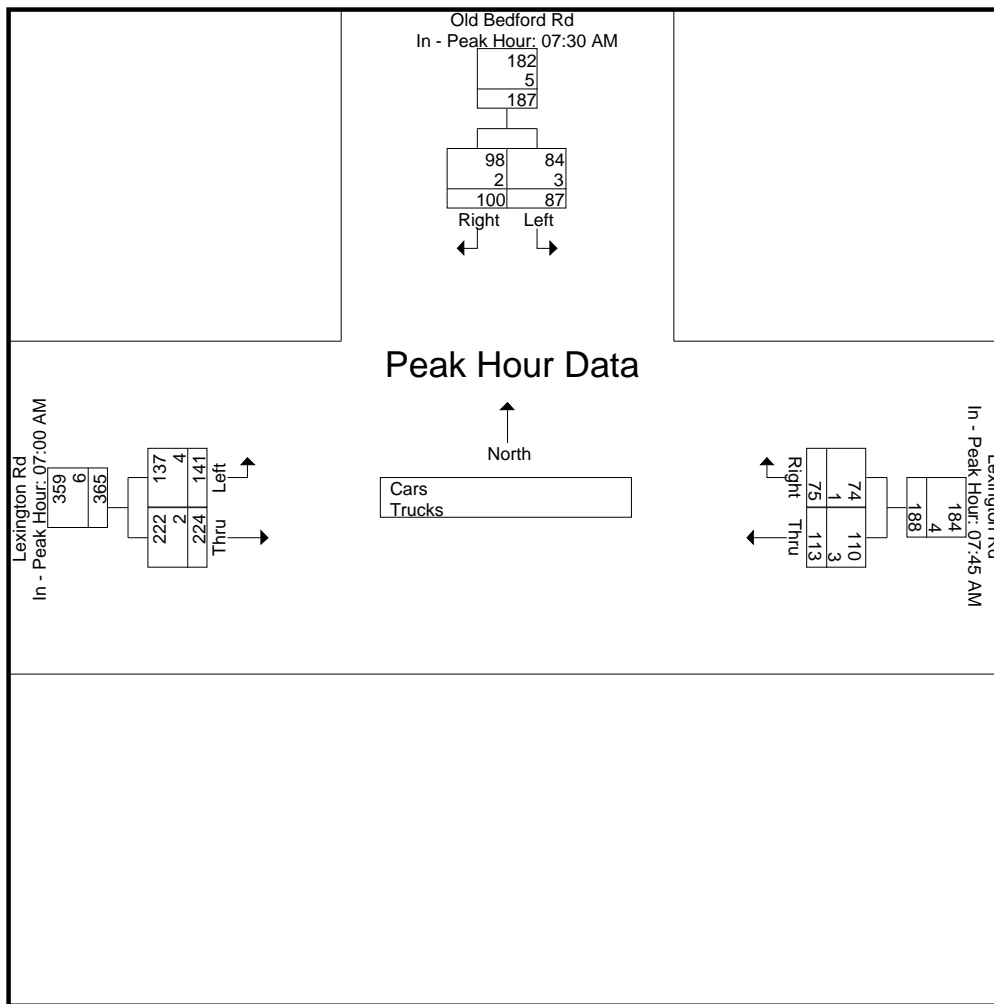 Old Bedford Rd
In - Peak Hour: 07:30 AM
182
5
187
98 84
2 3
100 87
Right Left
Peak Hour Data
North
Cars
Trucks
Lexington Rd
In - Peak Hour: 07:00 AM
359
6
365
137 222
4 2
141 224
Left Thru
Lexington Rd
In - Peak Hour: 07:45 AM
184
4
188
74 110
1 3
75 113
Right Thru